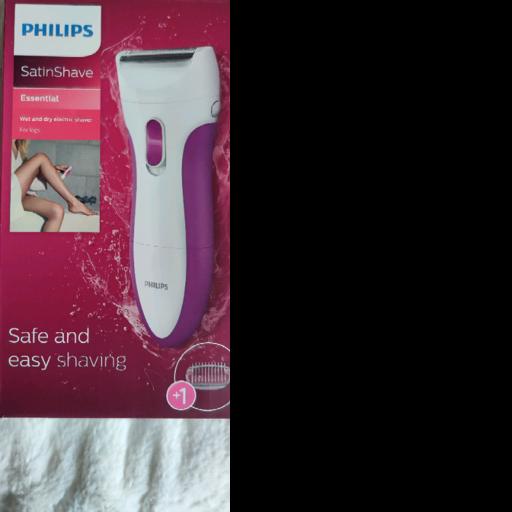 PHILIPS
SatinShave
Essential
Wet and dry electric shaver
For legs
PHILIPS
Safe and
easy shaving
+1